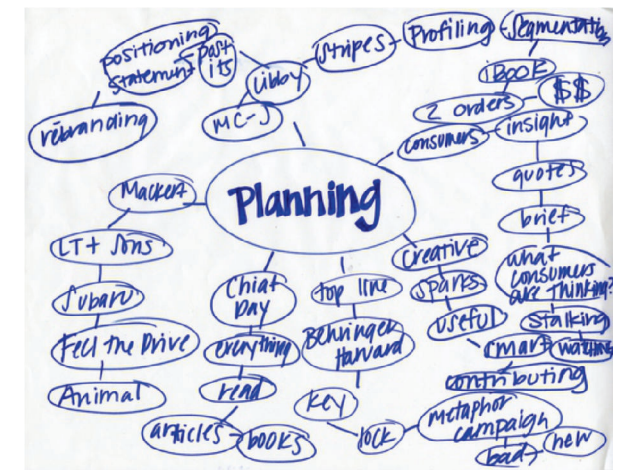 positioning
statement
post
its
stripes
Profiling
Segmentation
Libby
MC-J
rebranding
iBOOK
$$
2 orders
consumers
insight
quotes
brief
what
consumers
are thinking?
stalking
watching
Planning
Mackert
LT+ Sons
Subaru
Feel the Drive
Animal
Chiat
Day
everything
read
articles
books
top line
Behringer
Harvard
key
lock
metaphor
campaign
bad
new
creative
sparks
useful
smart
contributing